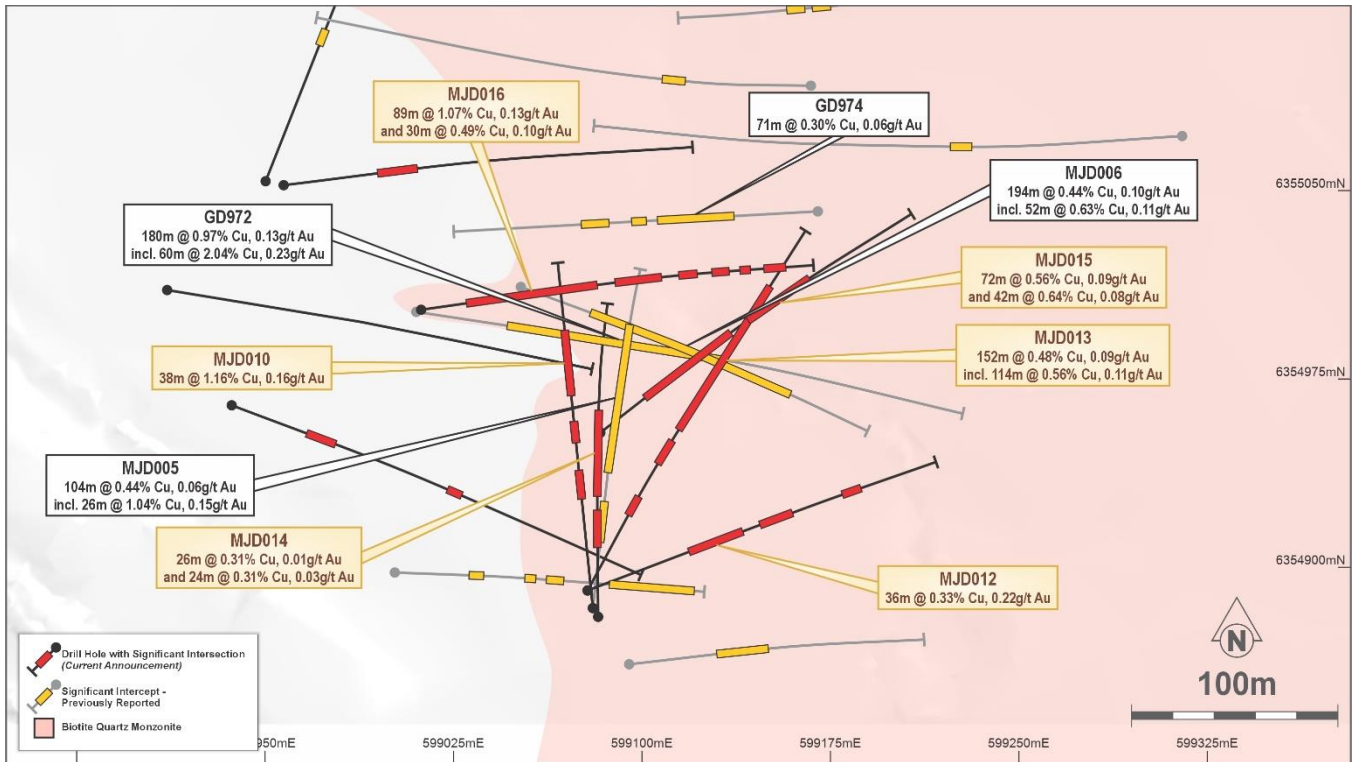 MJD016
89m @ 1.07% Cu, 0.13g/t Au
and 30m @ 0.49% Cu, 0.10g/t Au
GD974
71m @ 0.30% Cu, 0.06g/t Au
MJD006
194m @ 0.44% Cu, 0.10g/t Au
incl. 52m @ 0.63% Cu, 0.11g/t Au
6355050mN
GD972
180m @ 0.97% Cu, 0.13g/t Au
incl 60m @ 2.04% Cu, 0.23g/t Au
MJD015
72m @ 0.56% Cu, 0.09g/t Au
and 42m @ 0.64% Cu, 0.08g/t Au
MJD013
152m @ 0.48% Cu, 0.09g/t Au
incl. 114m @ 0.56% Cu, 0.11g/t Au
MJD010
38m @ 1.16% Cu, 0.16g/t Au
6354975mN
MJD005
104m @ 0.44% Cu, 0.06g/t Au
incl. 26m @ 1.04% Cu, 0.15g/t Au
MJD014
26m @ 0.31% Cu, 0.01g/t Au
and 24m @ 0.31% Cu, 0.03g/t Au
MJD012
36m @ 0.33% Cu, 0.22g/t Au
6354900mN
Drill Hole with Significant Intersection
(Current Announcement)
Significant Intercept -
Previously Reported
Biotite Quartz Monzonite
N
100m
950mE 599025mE 599100mE 599175mE 599250mE 599325mE